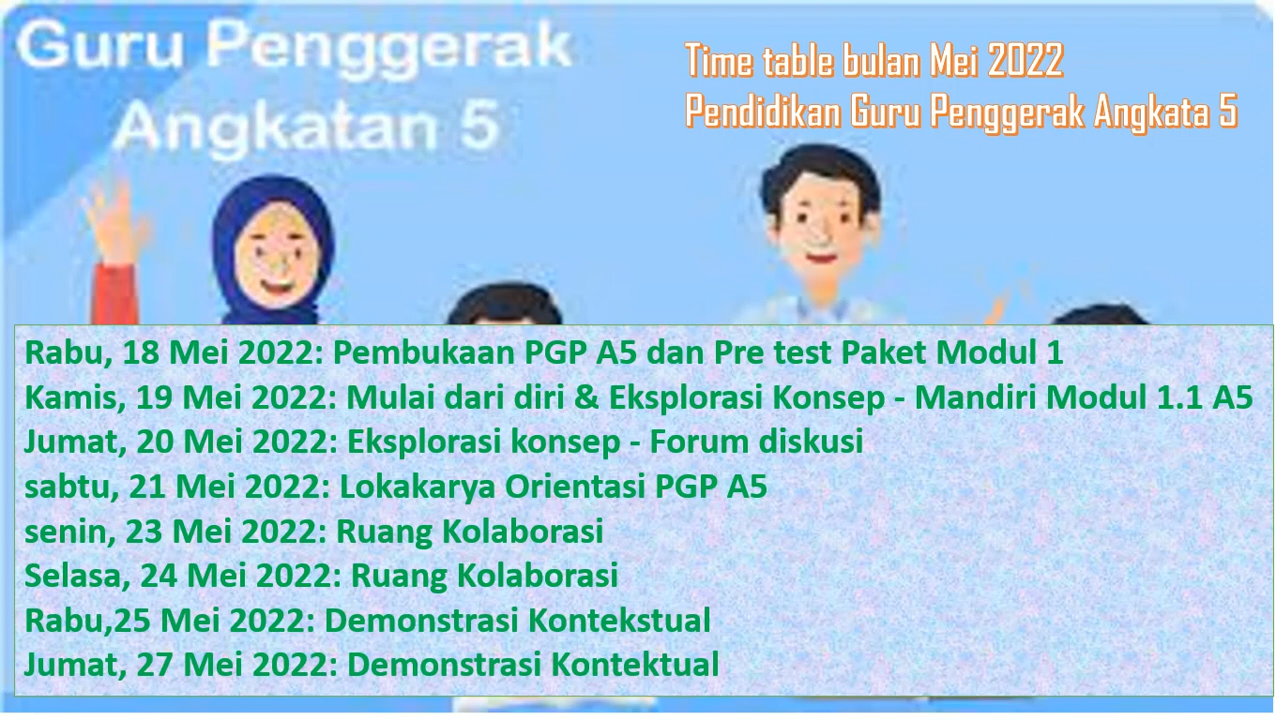 Guru Penggerak
Angkatan 5
Time table bulan Mei 2022
Pendidikan Guru Penggerak Angkata 5
Rabu, 18 Mei 2022: Pembukaan PGP A5 dan Pre test Paket Modul 1
Kamis, 19 Mei 2022: Mulai dari diri & Eksplorasi Konsep - Mandiri Modul 1.1 A5
Jumat, 20 Mei 2022: Eksplorasi konsep - Forum diskusi
sabtu, 21 Mei 2022: Lokakarya Orientasi PGP A5
senin, 23 Mei 2022: Ruang Kolaborasi
Selasa, 24 Mei 2022: Ruang Kolaborasi
Rabu,25 Mei 2022: Demonstrasi Kontekstual
Jumat, 27 Mei 2022: Demonstrasi Kontektual